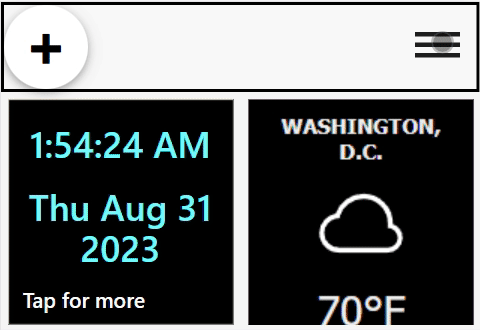 1:54:24 AM
Thu Aug 31
2023
Tap for more
WASHINGTON,
D.C.
70°F